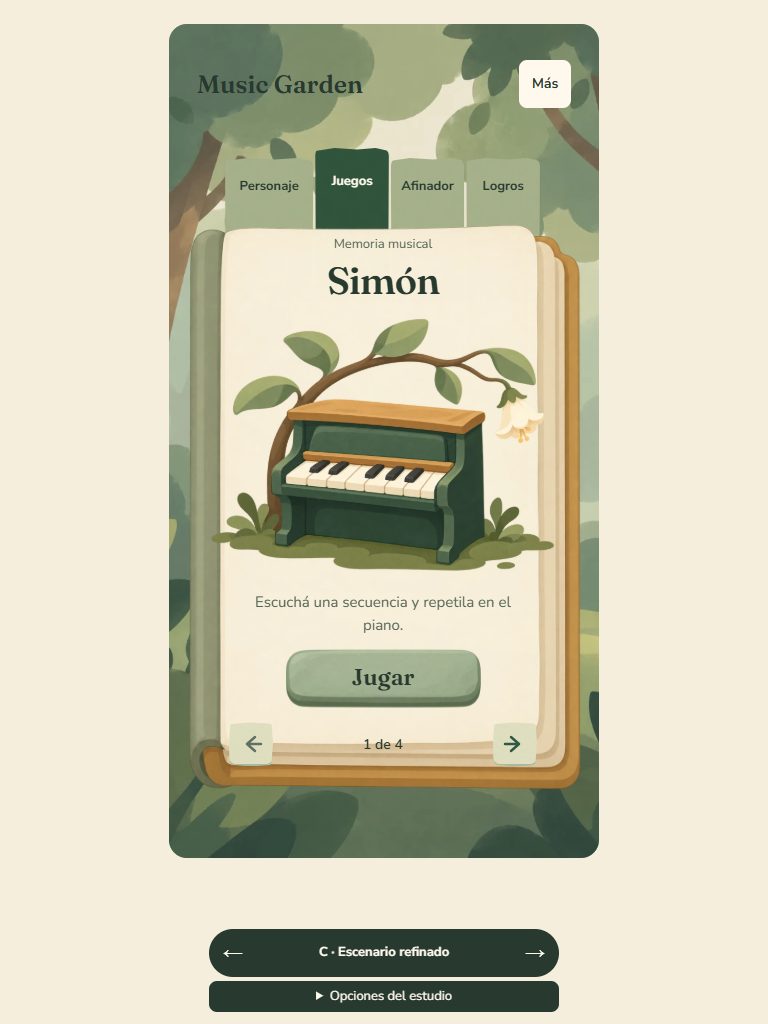 Music Garden
Más
Personaje
Juegos
Afinador
Logros
Memoria musical
Simón
Escuchá una secuencia y repetila en el
piano.
Jugar
← 1 de 4 →
← C · Escenario refinado →
▶ Opciones del estudio